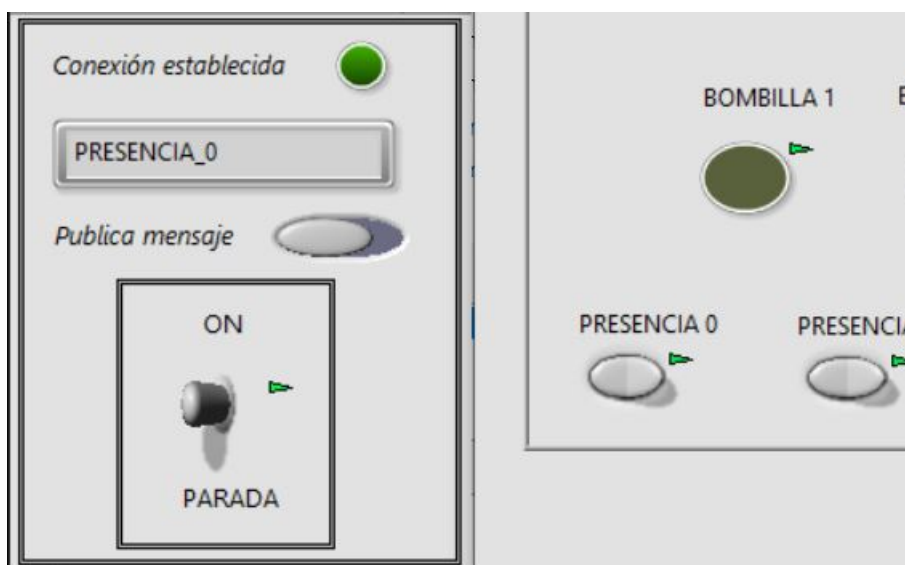 Conexión establecida
PRESENCIA_0
Publica mensaje
ON
PARADA
BOMBILLA 1
PRESENCIA 0